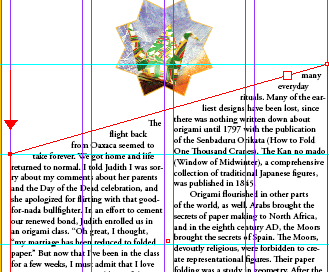 The
flight back
from Oaxaca seemed to
take forever. We got home and life
returned to normal. I told Judith I was sor-
ry about my comment about her parents
and the Day of the Dead celebration, and
she apologized for flirting with that good-
for-nada bullfighter. In an effort to cement
our renewed bond, Judith enrolled us in
an origami class. "Oh great, I thought,
"my marriage has been reduced to folded
paper." But now that I've been in the class
for a few weeks, I must admit that I love
many
everyday
rituals. Many of the ear-
liest designs have been lost, since
there was nothing written down about
origami until 1797 with the publication
of the Senbaduru Orikata (How to Fold
One Thousand Cranes). The Kan no mado
(Window of Midwinter), a comprehensive
collection of traditional Japanese figures,
was published in 1845.
Origami flourished in other parts
of the world, as well. Arabs brought the
secrets of paper making to North Africa,
and in the eighth century AD, the Moors
brought the secrets of Spain. The Moors,
devoutly religious, were forbidden to cre-
ate representational figures. Their paper
folding was a study in geometry. After the